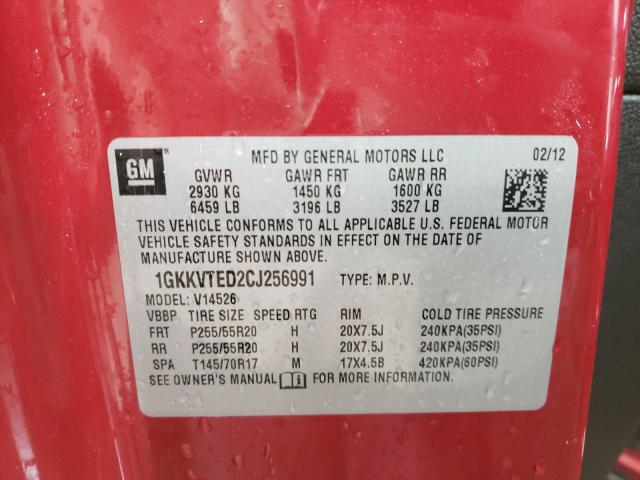 GM
MFD BY GENERAL MOTORS LLC 02/12
GVWR GAWR FRT GAWR RR
2930 KG 1450 KG 1600 KG
6459 LB 3196 LB 3527 LB
THIS VEHICLE CONFORMS TO ALL APPLICABLE U.S. FEDERAL MOTOR
VEHICLE SAFETY STANDARDS IN EFFECT ON THE DATE OF
MANUFACTURE SHOWN ABOVE.
1GKKVTED2CJ256991 TYPE: M.P.V.
MODEL: V14526
VBBP TIRE SIZE SPEED RTG RIM COLD TIRE PRESSURE
FRT P255/55R20 H 20X7.5J 240KPA(35PSI)
RR P255/55R20 H 20X7.5J 240KPA(35PSI)
SPA T145/70R17 M 17X4.5B 420KPA(60PSI)
SEE OWNER'S MANUAL i FOR MORE INFORMATION.